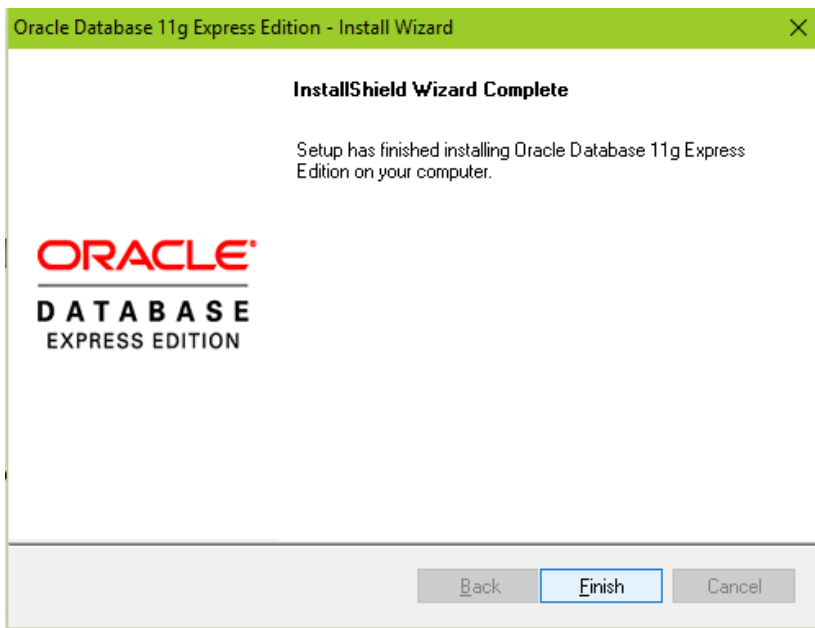 Oracle Database 11g Express Edition - Install Wizard
InstallShield Wizard Complete
Setup has finished installing Oracle Database 11g Express
Edition on your computer.
ORACLE
DATABASE
EXPRESS EDITION
Back
Finish
Cancel